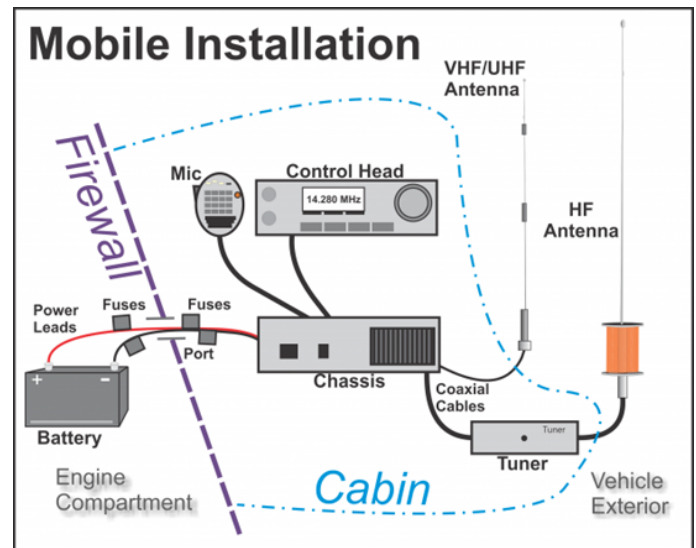 Mobile Installation
VHF/UHF
Antenna
Firewall
Mic
Control Head
14.280 MHz
HF
Antenna
Power
Leads
Fuses
Fuses
Port
Chassis
+
−
Coaxial
Cables
Battery
Tuner
Tuner
Engine
Compartment
Cabin
Vehicle
Exterior